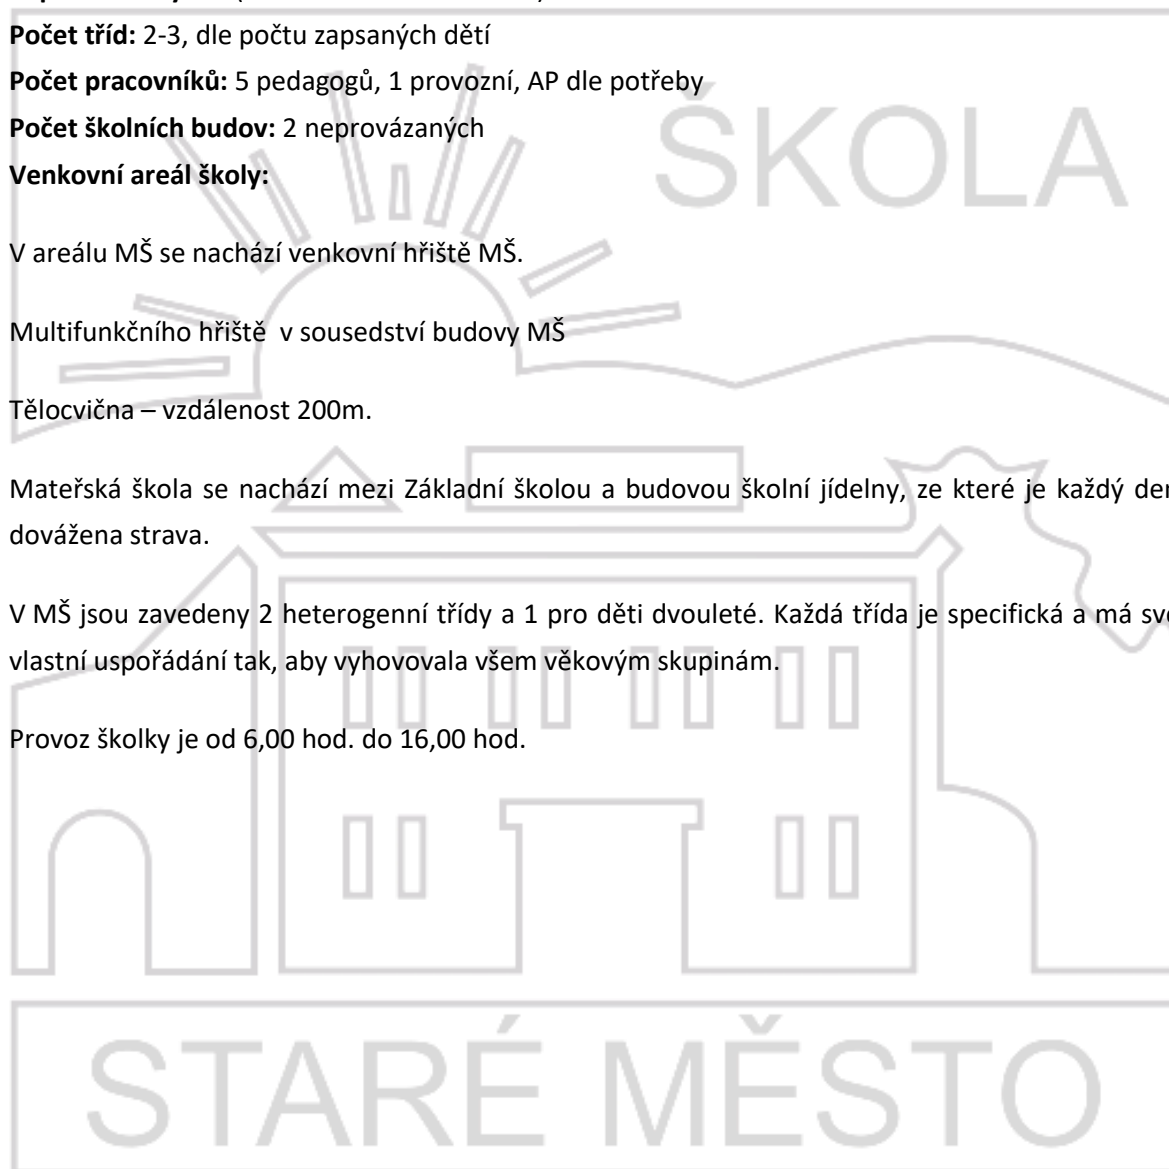 Počet tříd: 2-3, dle počtu zapsaných dětí
Počet pracovníků: 5 pedagogů, 1 provozní, AP dle potřeby
Počet školních budov: 2 neprovázaných
Venkovní areál školy:
ŠKOLA
V areálu MŠ se nachází venkovní hřiště MŠ.
Multifunkčního hřiště v sousedství budovy MŠ
Tělocvična – vzdálenost 200m.
Mateřská škola se nachází mezi Základní školou a budovou školní jídelny, ze které je každý den
dovážena strava.
V MŠ jsou zavedeny 2 heterogenní třídy a 1 pro děti dvouleté. Každá třída je specifická a má své
vlastní uspořádání tak, aby vyhovovala všem věkovým skupinám.
Provoz školky je od 6,00 hod. do 16,00 hod.
STARÉ MĚSTO